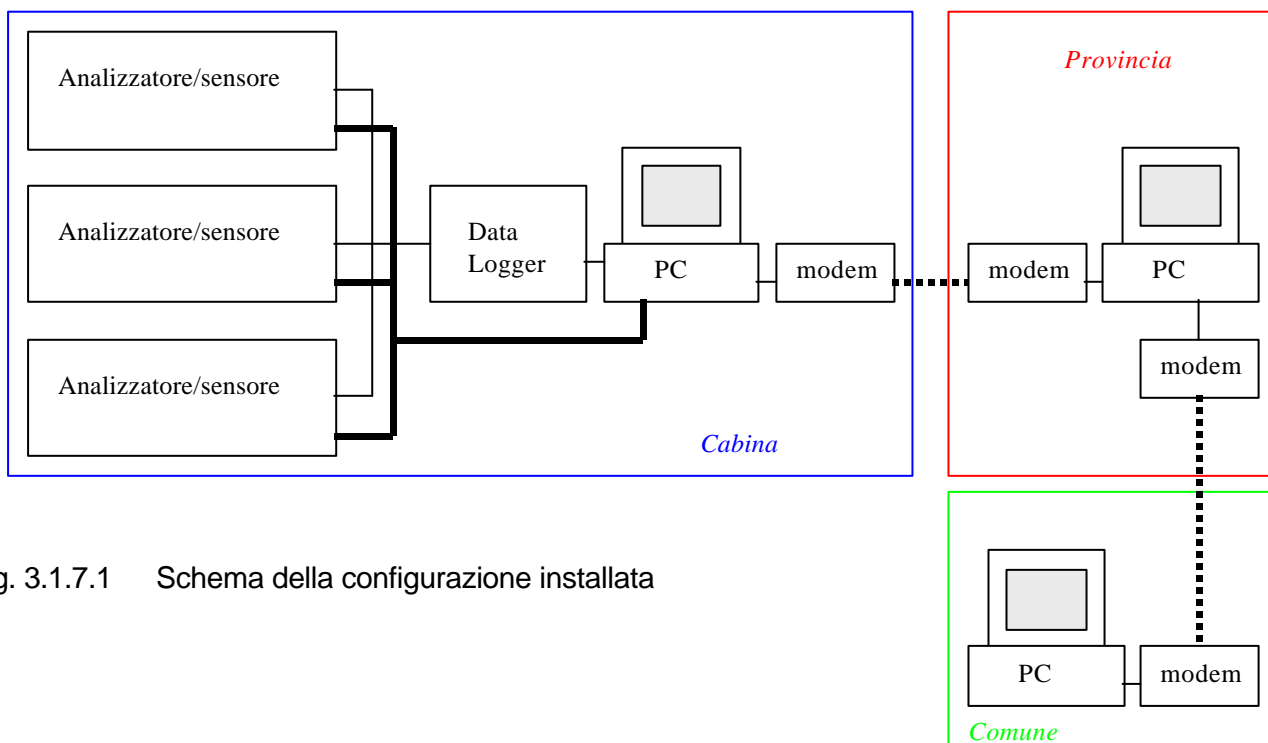 Provincia
Analizzatore/sensore
Analizzatore/sensore
Data
Logger
PC
modem
modem
PC
modem
Analizzatore/sensore
Cabina
g. 3.1.7.1 Schema della configurazione installata
PC
modem
Comune